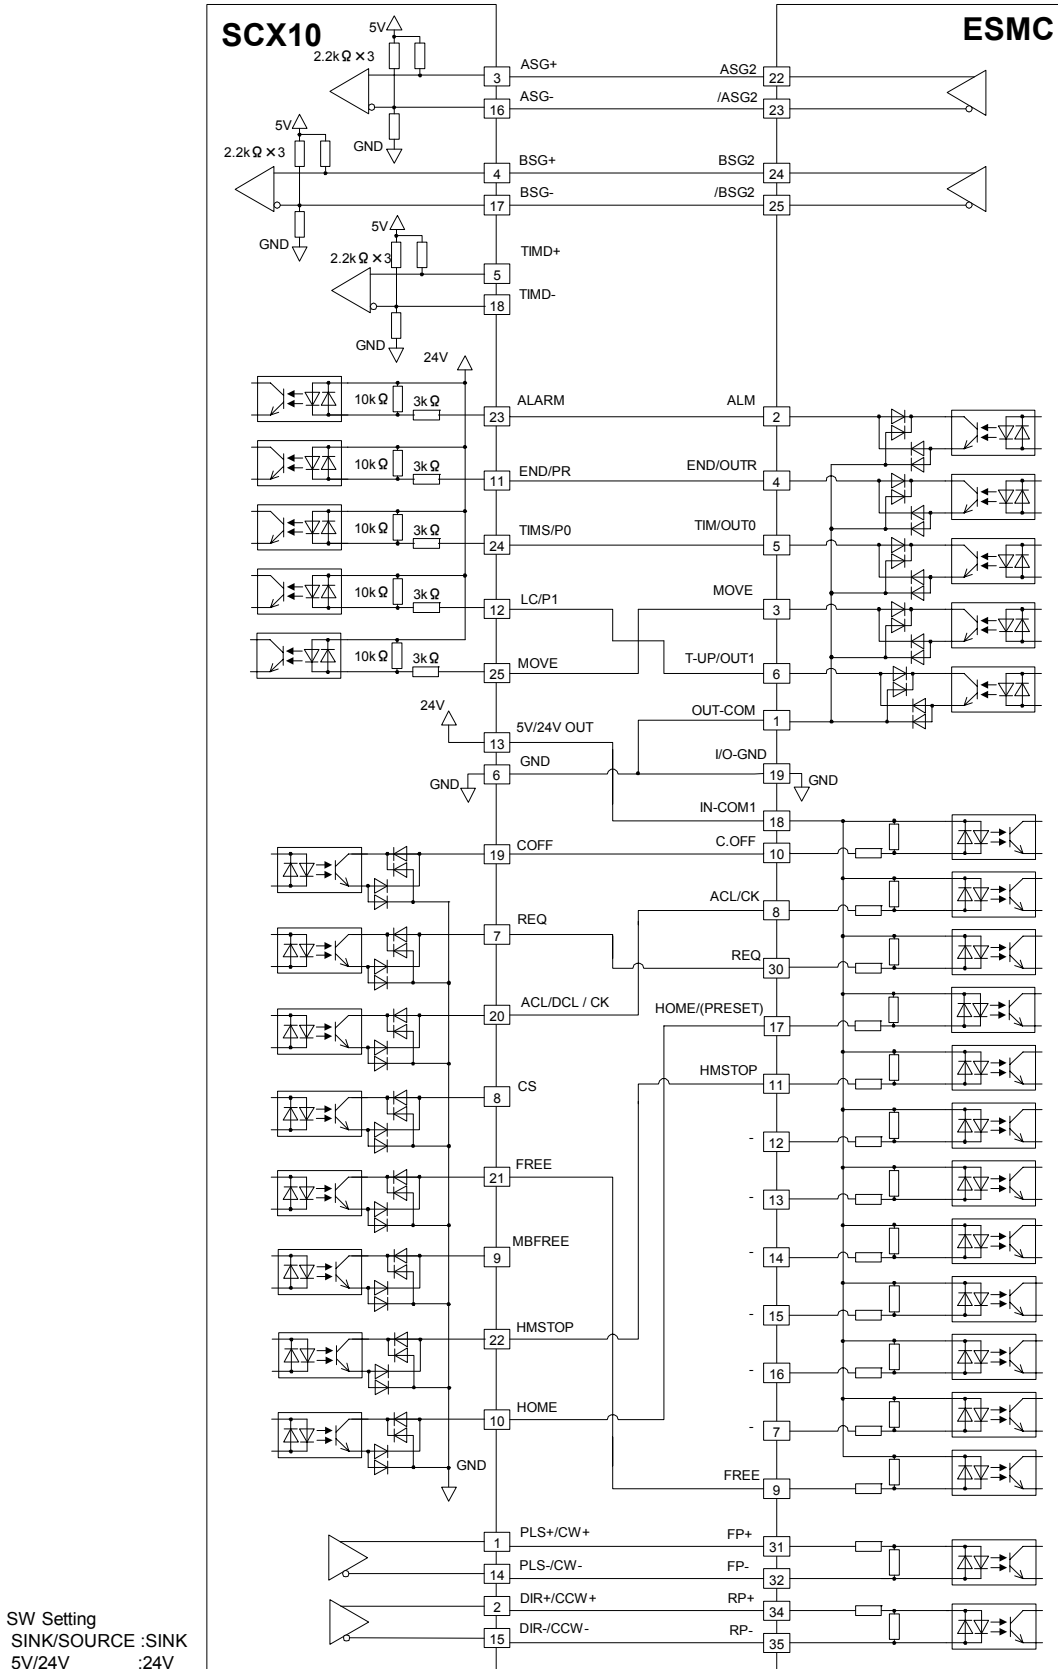 SCX10
ESMC
5V
2.2kΩ×3
3 ASG+ ASG2 22
16 ASG- /ASG2 23
GND
5V
2.2kΩ×3
4 BSG+ BSG2 24
17 BSG- /BSG2 25
GND
5V
2.2kΩ×3
TIMD+
5
18 TIMD-
GND
24V
10kΩ 3kΩ 23 ALARM ALM 2
10kΩ 3kΩ 11 END/PR END/OUTR 4
10kΩ 3kΩ 24 TIMS/P0 TIM/OUT0 5
10kΩ 3kΩ 12 LC/P1 MOVE 3
10kΩ 3kΩ 25 MOVE T-UP/OUT1 6
24V
OUT-COM 1
13 5V/24V OUT
GND 6 GND I/O-GND 19 GND
IN-COM1 18
19 COFF C.OFF 10
ACL/CK 8
7 REQ
REQ 30
20 ACL/DCL / CK
HOME/(PRESET) 17
HMSTOP 11
8 CS
- 12
21 FREE
- 13
9 MBFREE
- 14
- 15
22 HMSTOP
- 16
10 HOME
- 7
GND
FREE 9
1 PLS+/CW+ FP+ 31
14 PLS-/CW- FP- 32
2 DIR+/CCW+ RP+ 34
15 DIR-/CCW- RP- 35
SW Setting
SINK/SOURCE :SINK
5V/24V :24V